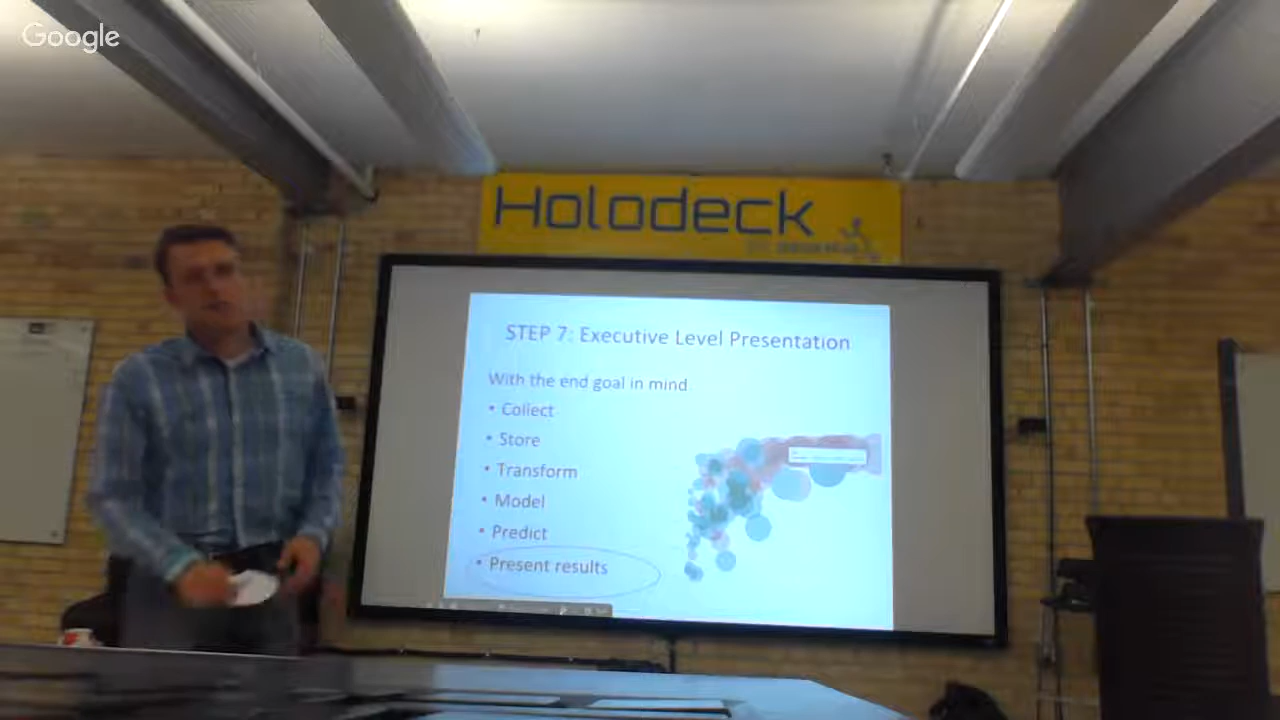 Google
Holodeck
STEP 7: Executive Level Presentation
With the end goal in mind
• Collect
• Store
• Transform
• Model
• Predict
• Present results